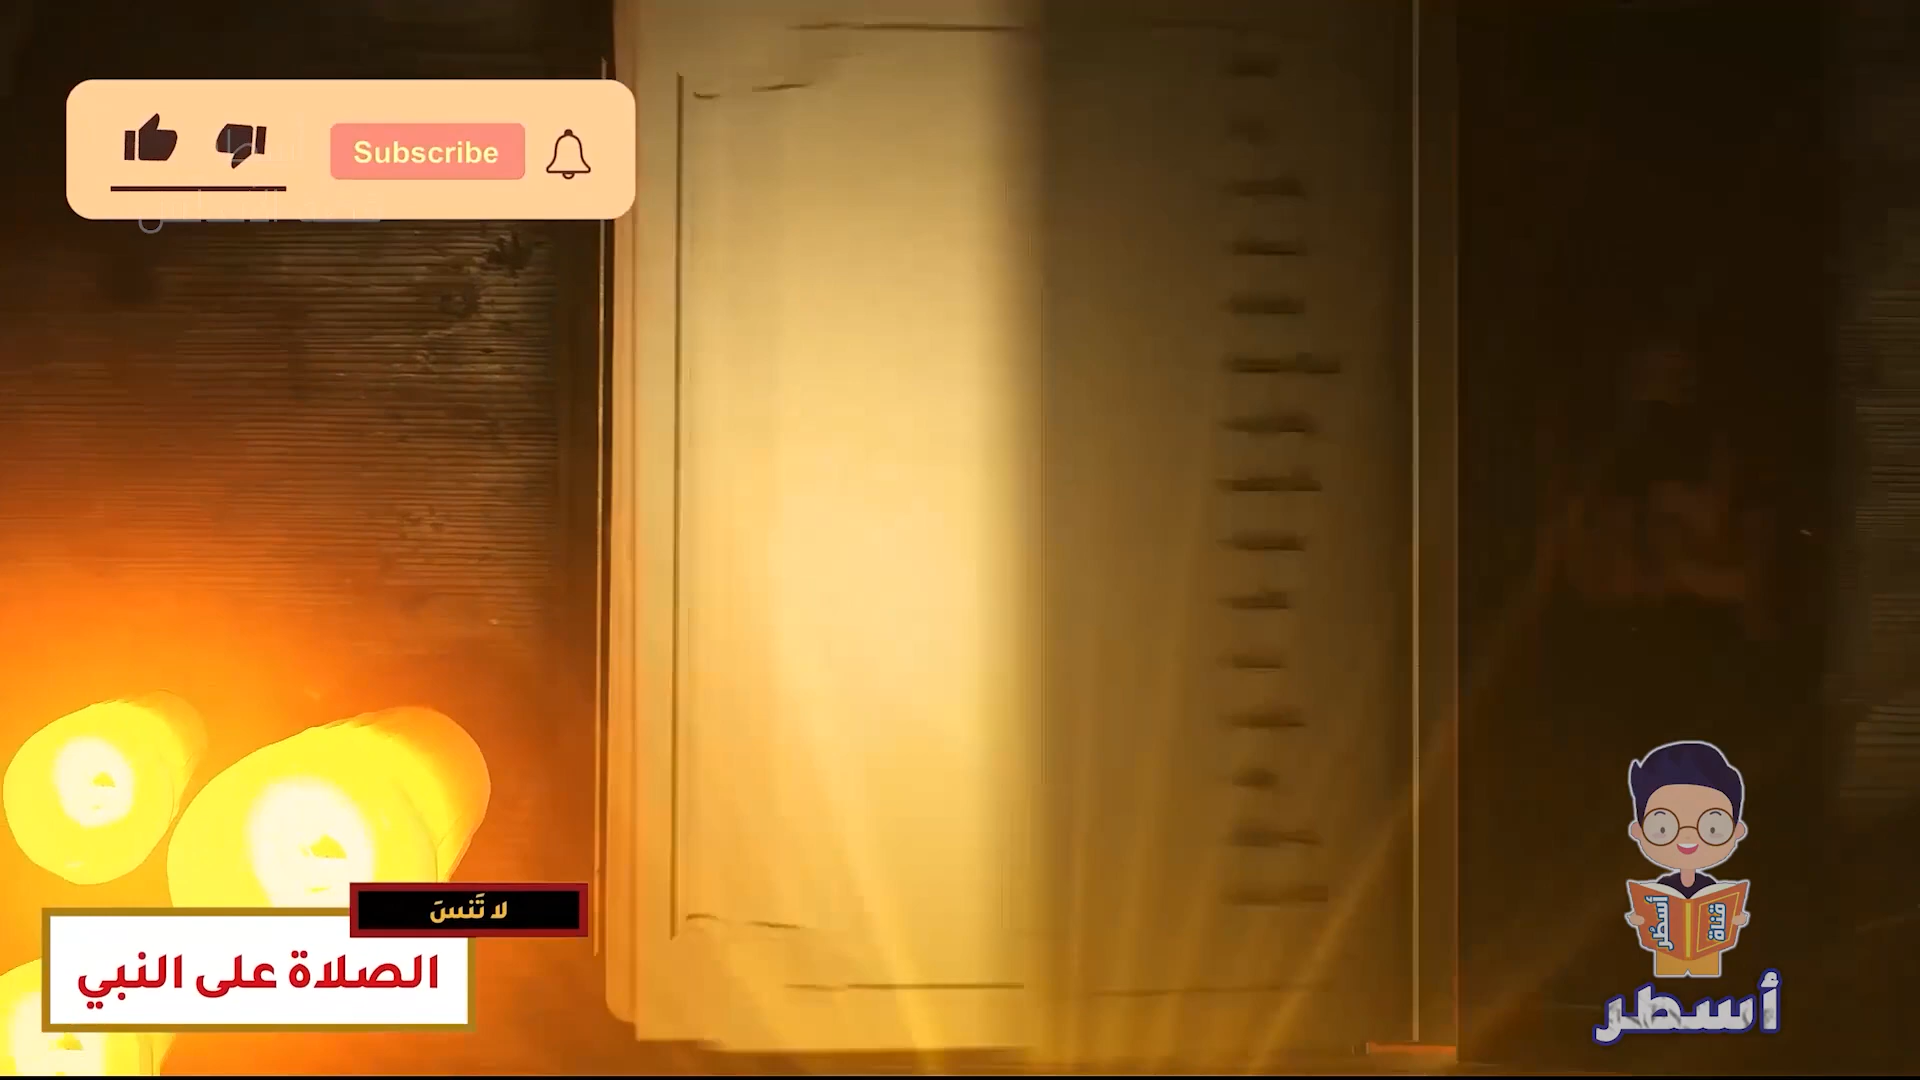 Subscribe
لا تَنسَ
الصلاة على النبي
قناة
أسطر
أسطر